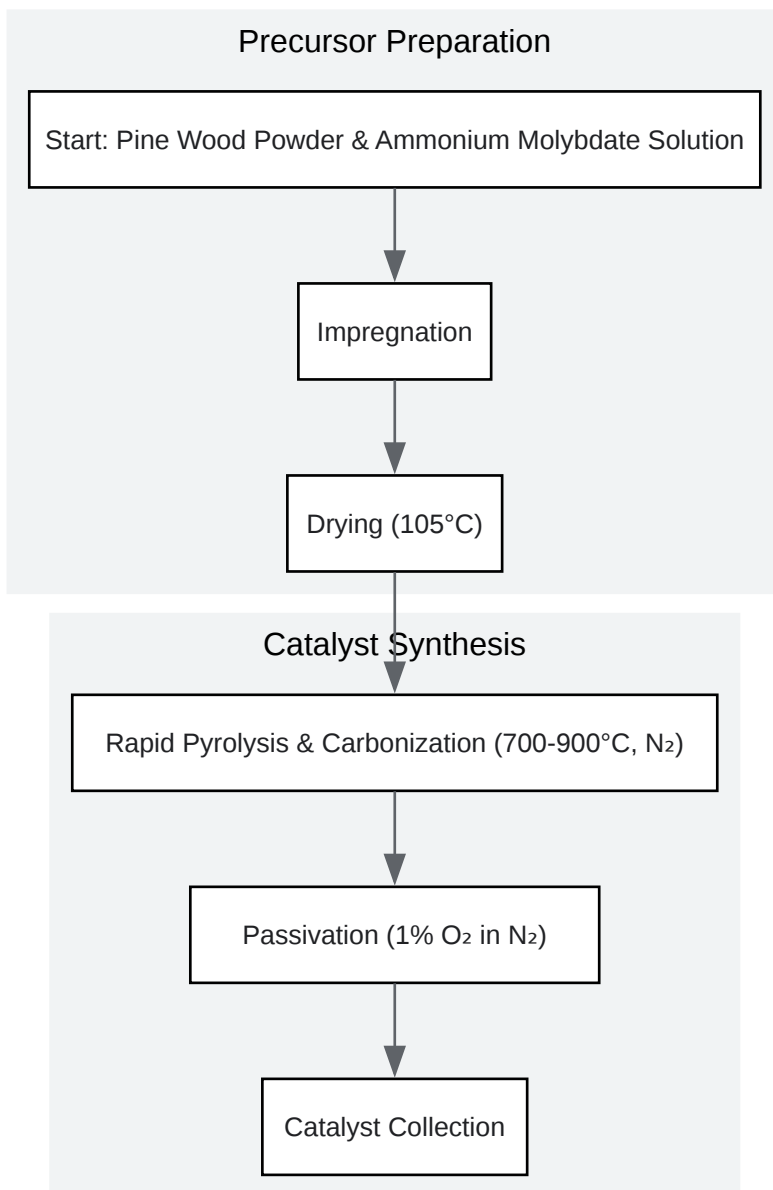 Precursor Preparation
Start: Pine Wood Powder & Ammonium Molybdate Solution
Impregnation
Drying (105°C)
Catalyst Synthesis
Rapid Pyrolysis & Carbonization (700-900°C, N₂)
Passivation (1% O₂ in N₂)
Catalyst Collection